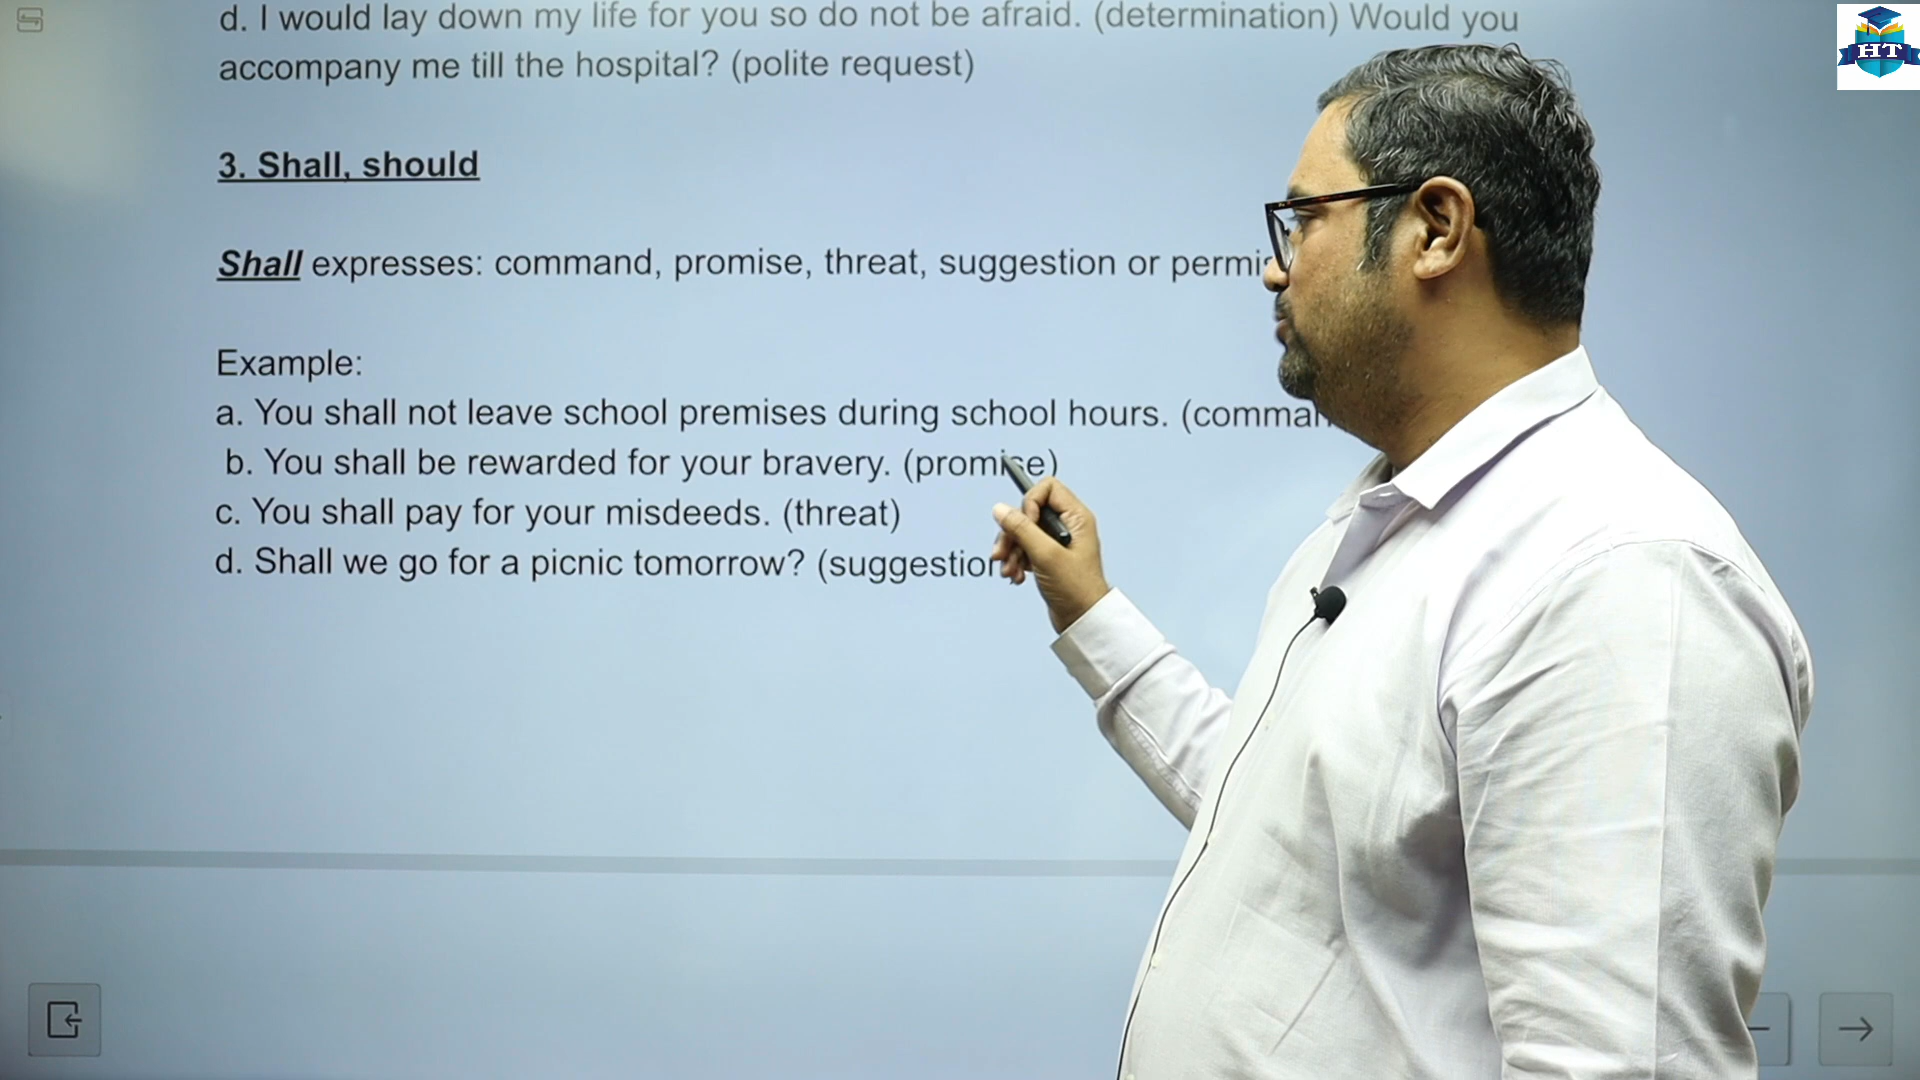 d. I would lay down my life for you so do not be afraid. (determination) Would you
accompany me till the hospital? (polite request)
3. Shall, should
Shall expresses: command, promise, threat, suggestion or
Example:
a. You shall not leave school premises during school hours.
b. You shall be rewarded for your bravery. (promise)
c. You shall pay for your misdeeds. (threat)
d. Shall we go for a picnic tomorrow? (suggestion
HT